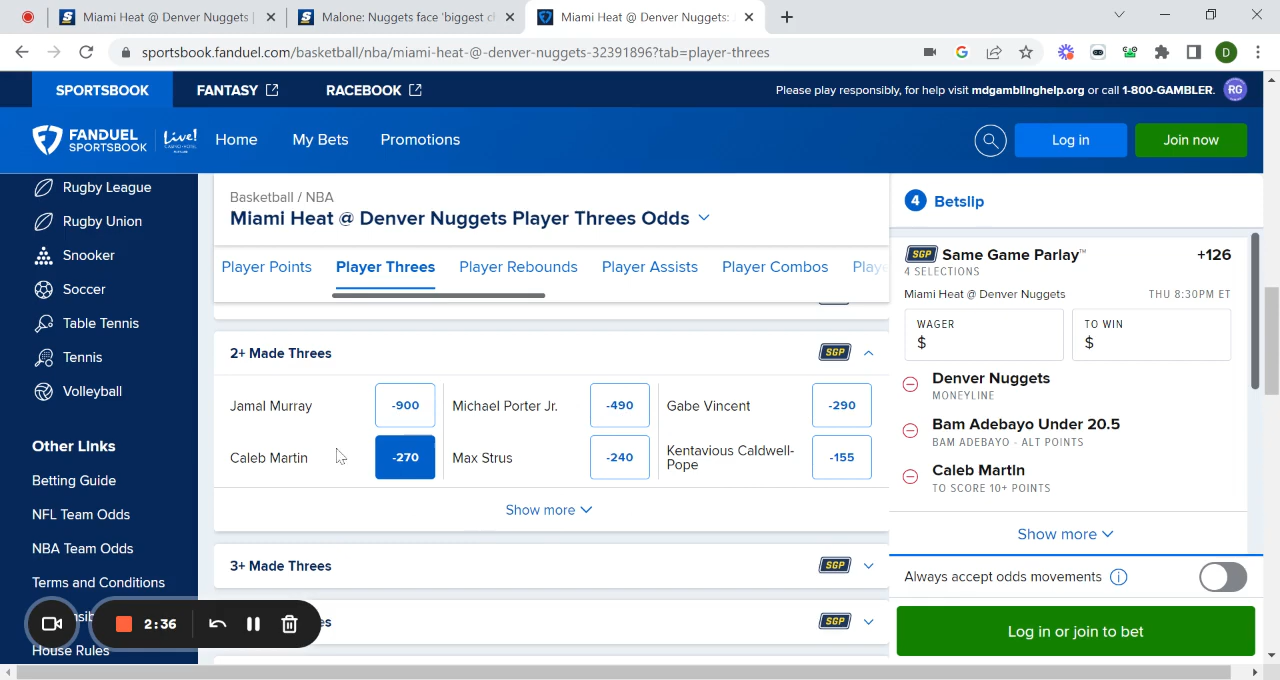 Miami Heat @ Denver Nuggets |
Malone: Nuggets face 'biggest ch
Miami Heat @ Denver Nuggets:
sportsbook.fanduel.com/basketball/nba/miami-heat-@-denver-nuggets-32391896?tab=player-threes
D
SPORTSBOOK
FANTASY
RACEBOOK
Please play responsibly, for help visit mdgamblinghelp.org or call 1-800-GAMBLER.
RG
FANDUEL
SPORTSBOOK
Live!
Home
My Bets
Promotions
Log in
Join now
Rugby League
Rugby Union
Snooker
Soccer
Table Tennis
Tennis
Volleyball
Other Links
Betting Guide
NFL Team Odds
NBA Team Odds
Terms and Conditions
House Rules
2:36
Basketball / NBA
Miami Heat @ Denver Nuggets Player Threes Odds
Player Points
Player Threes
Player Rebounds
Player Assists
Player Combos
Playe
2+ Made Threes
SGP
Jamal Murray
-900
Michael Porter Jr.
-490
Gabe Vincent
-290
Caleb Martin
-270
Max Strus
-240
Kentavious Caldwell-
Pope
-155
Show more
3+ Made Threes
SGP
es
SGP
4
Betslip
SGP
Same Game Parlay™
+126
4 SELECTIONS
Miami Heat @ Denver Nuggets
THU 8:30PM ET
WAGER
$
TO WIN
$
Denver Nuggets
MONEYLINE
Bam Adebayo Under 20.5
BAM ADEBAYO - ALT POINTS
Caleb Martin
TO SCORE 10+ POINTS
Show more
Always accept odds movements
Log in or join to bet